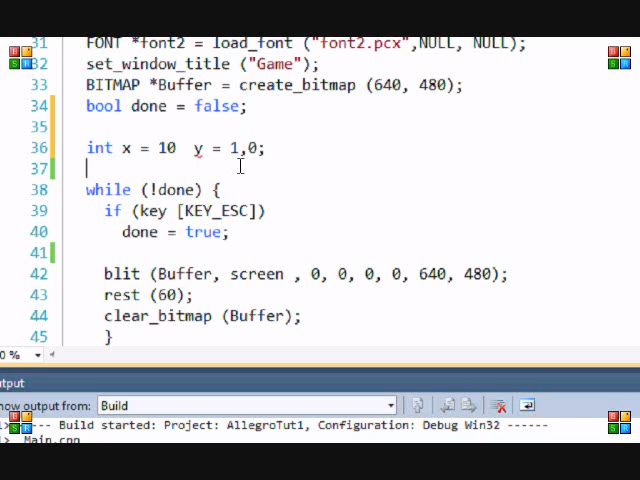 31 FONT *font2 = load_font ("font2.pcx",NULL, NULL);
32 set_window_title ("Game");
33 BITMAP *Buffer = create_bitmap (640, 480);
34 bool done = false;
35
36 int x = 10  y = 1,0;
37
38 while (!done) {
39 if (key [KEY_ESC])
40 done = true;
41
42 blit (Buffer, screen , 0, 0, 0, 0, 640, 480);
43 rest (60);
44 clear_bitmap (Buffer);
45 }
0 %
utput
how output from: Build
1> ---- Build started: Project: AllegroTut1, Configuration: Debug Win32 ------
> Main.cpp